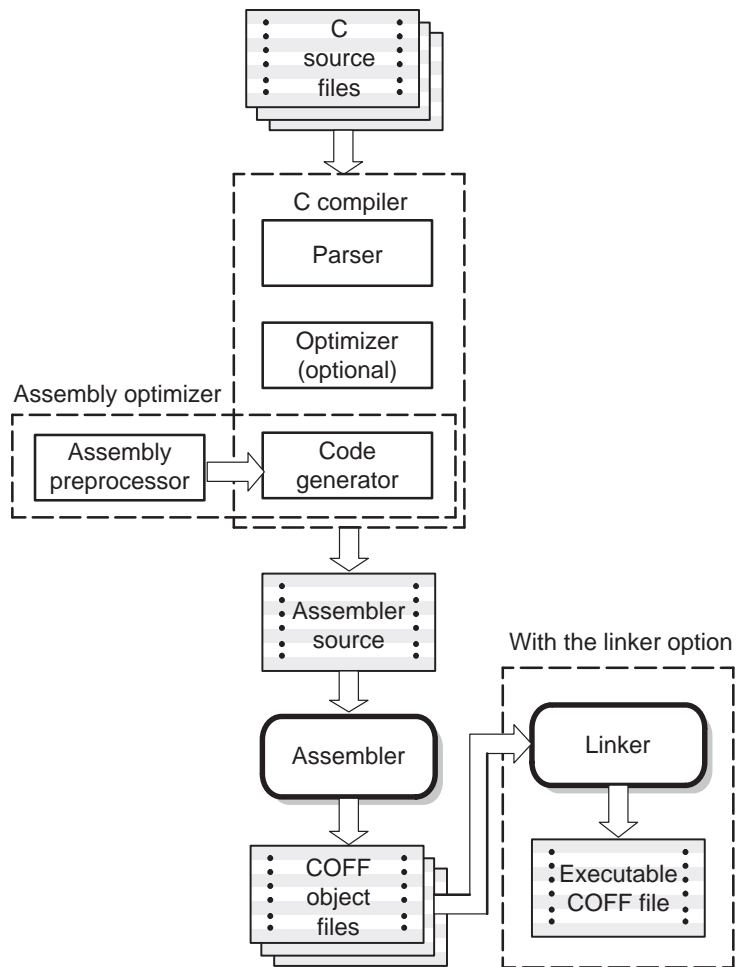 C
source
files
C compiler
Parser
Optimizer
(optional)
Assembly optimizer
Assembly
preprocessor
Code
generator
Assembler
source
With the linker option
Assembler
Linker
COFF
object
files
Executable
COFF file